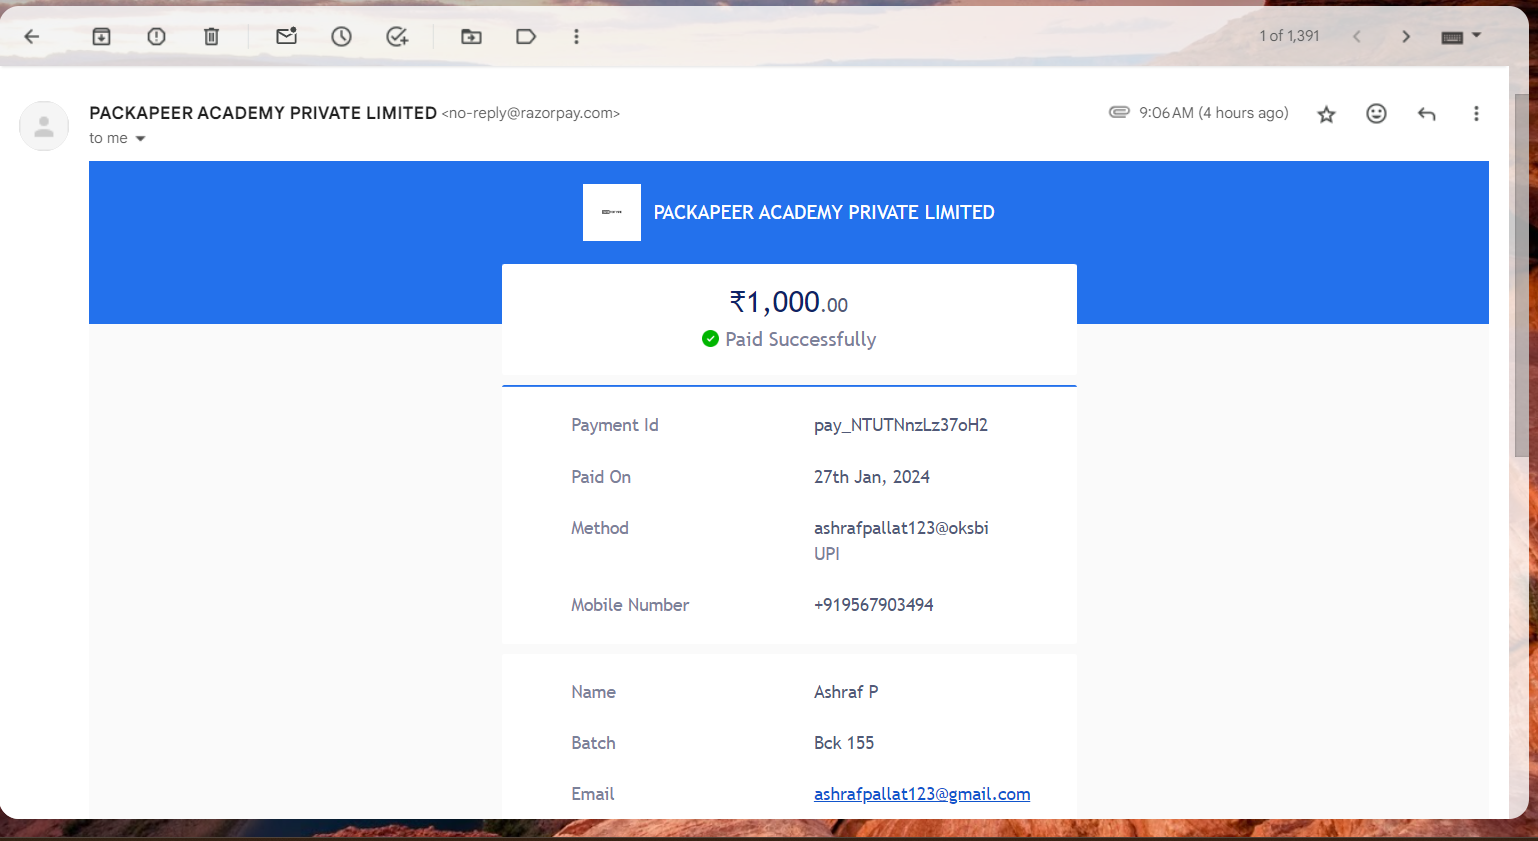 1 of 1,391
PACKAPEER ACADEMY PRIVATE LIMITED <no-reply@razorpay.com>
9:06 AM (4 hours ago)
to me
PACKAPEER ACADEMY PRIVATE LIMITED
₹1,000.00
Paid Successfully
Payment Id pay_NTUTNnzLz37oH2
Paid On 27th Jan, 2024
Method ashrafpallat123@oksbi
UPI
Mobile Number +919567903494
Name Ashraf P
Batch Bck 155
Email ashrafpallat123@gmail.com